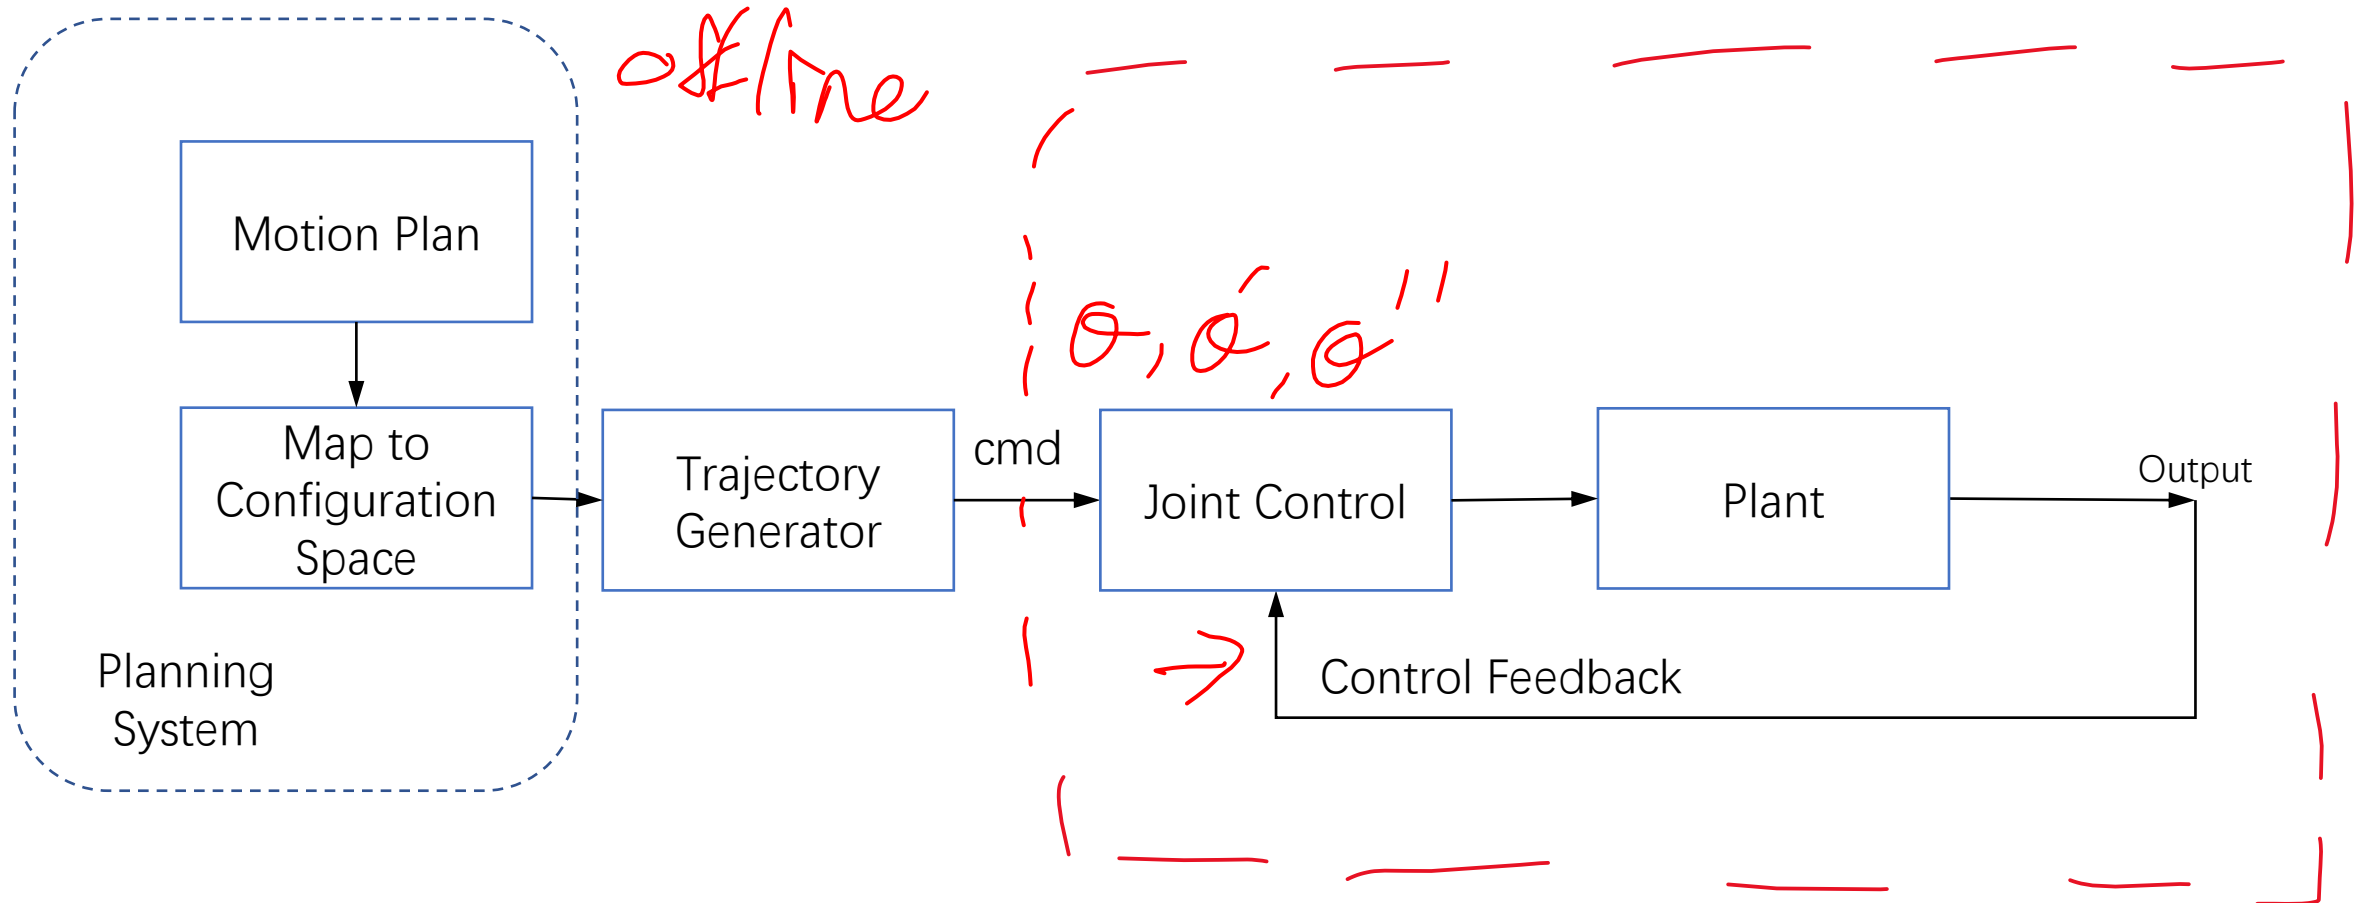 offline
Motion Plan
θ, θ′, θ″
Map to
Configuration
Space
Trajectory
Generator
cmd
Joint Control
Plant
Output
Planning
System
Control Feedback